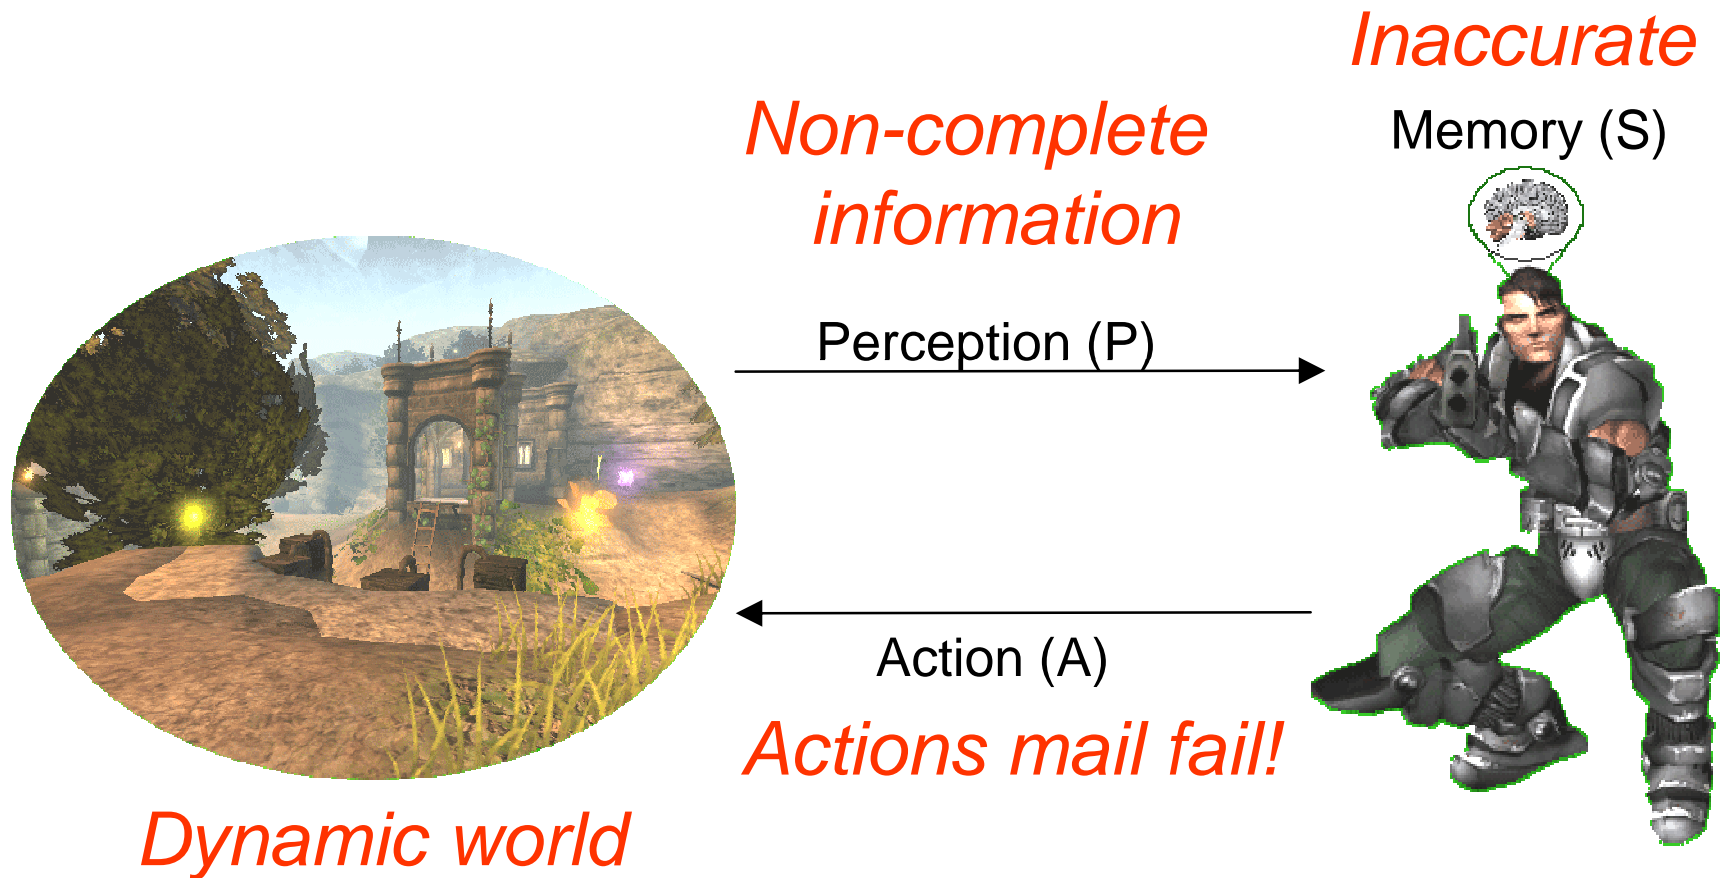 Inaccurate
Memory (S)
Non-complete
information
Perception (P)
Action (A)
Actions mail fail!
Dynamic world